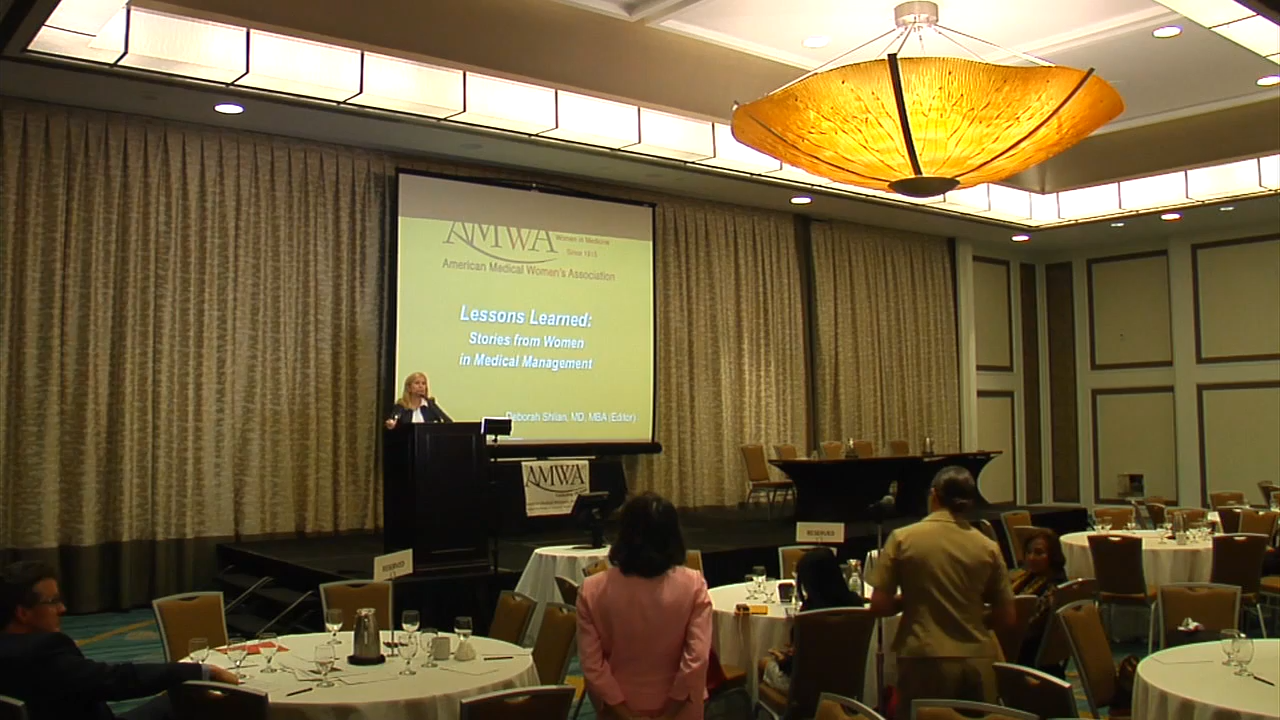 AMWA
Women in Medicine
Since 1915
American Medical Women's Association
Lessons Learned:
Stories from Women
in Medical Management
Deborah Shlian, MD, MBA (Editor)
AMWA
RESERVED
RESERVED